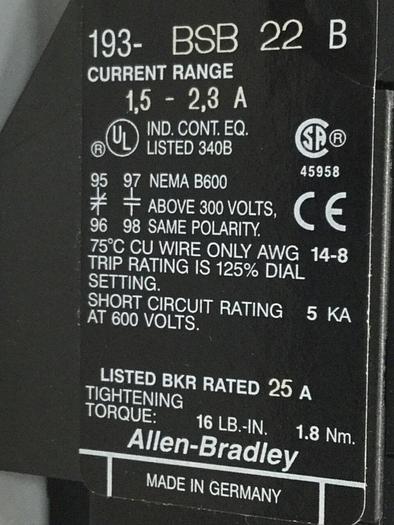 193- BSB 22 B
CURRENT RANGE
1,5 - 2,3 A
UL IND. CONT. EQ.
® LISTED 340B
SA ®
45958
95 97 NEMA B600
ABOVE 300 VOLTS,
96 98 SAME POLARITY.
CE
75°C CU WIRE ONLY AWG 14-8
TRIP RATING IS 125% DIAL
SETTING.
SHORT CIRCUIT RATING 5 KA
AT 600 VOLTS.
LISTED BKR RATED 25 A
TIGHTENING
TORQUE: 16 LB.-IN. 1.8 Nm.
Allen-Bradley
MADE IN GERMANY